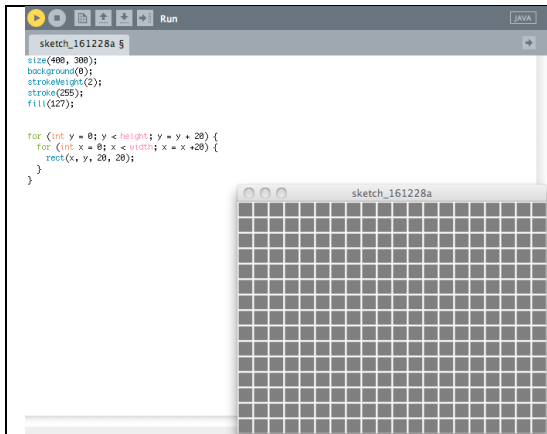 Run
JAVA
sketch_161228a §
size(400, 300);
background(0);
strokeWeight(2);
stroke(255);
fill(127);
for (int y = 0; y < height; y = y + 20) {
for (int x = 0; x < width; x = x +20) {
rect(x, y, 20, 20);
}
}
sketch_161228a